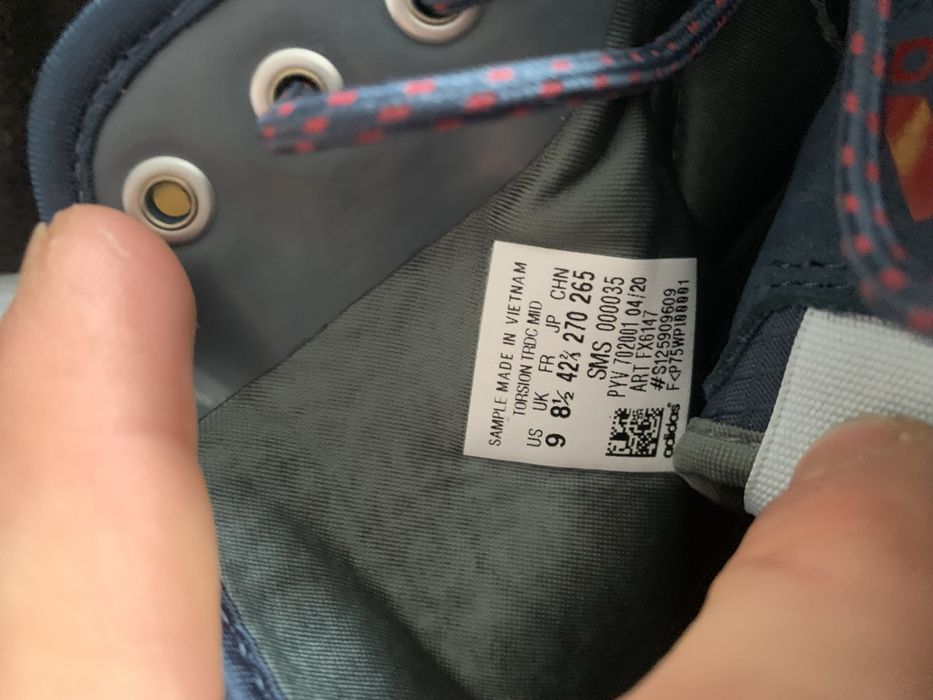 SAMPLE MADE IN VIETNAM
TORSION TRDC MID
US UK FR JP CHN
9 8½ 42⅔ 270 265
SMS 000035
PYV 702001 04/20
ART FX6147
#S125909609
adidas